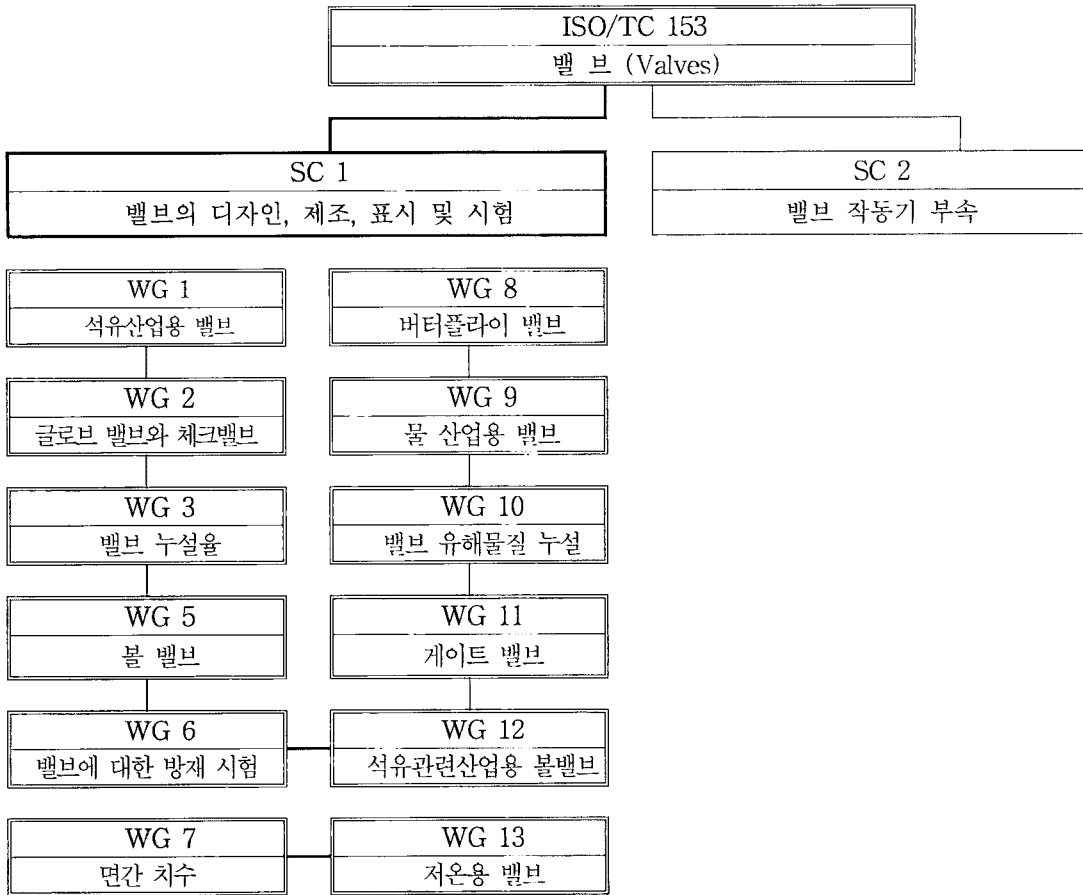 ISO/TC 153
밸 브 (Valves)
SC 1
밸브의 디자인, 제조, 표시 및 시험
SC 2
밸브 작동기 부속
WG 1
석유산업용 밸브
WG 8
버터플라이 밸브
WG 2
글로브 밸브와 체크밸브
WG 9
물 산업용 밸브
WG 3
밸브 누설율
WG 10
밸브 유해물질 누설
WG 5
볼 밸브
WG 11
게이트 밸브
WG 6
밸브에 대한 방재 시험
WG 12
석유관련산업용 볼밸브
WG 7
면간 치수
WG 13
저온용 밸브